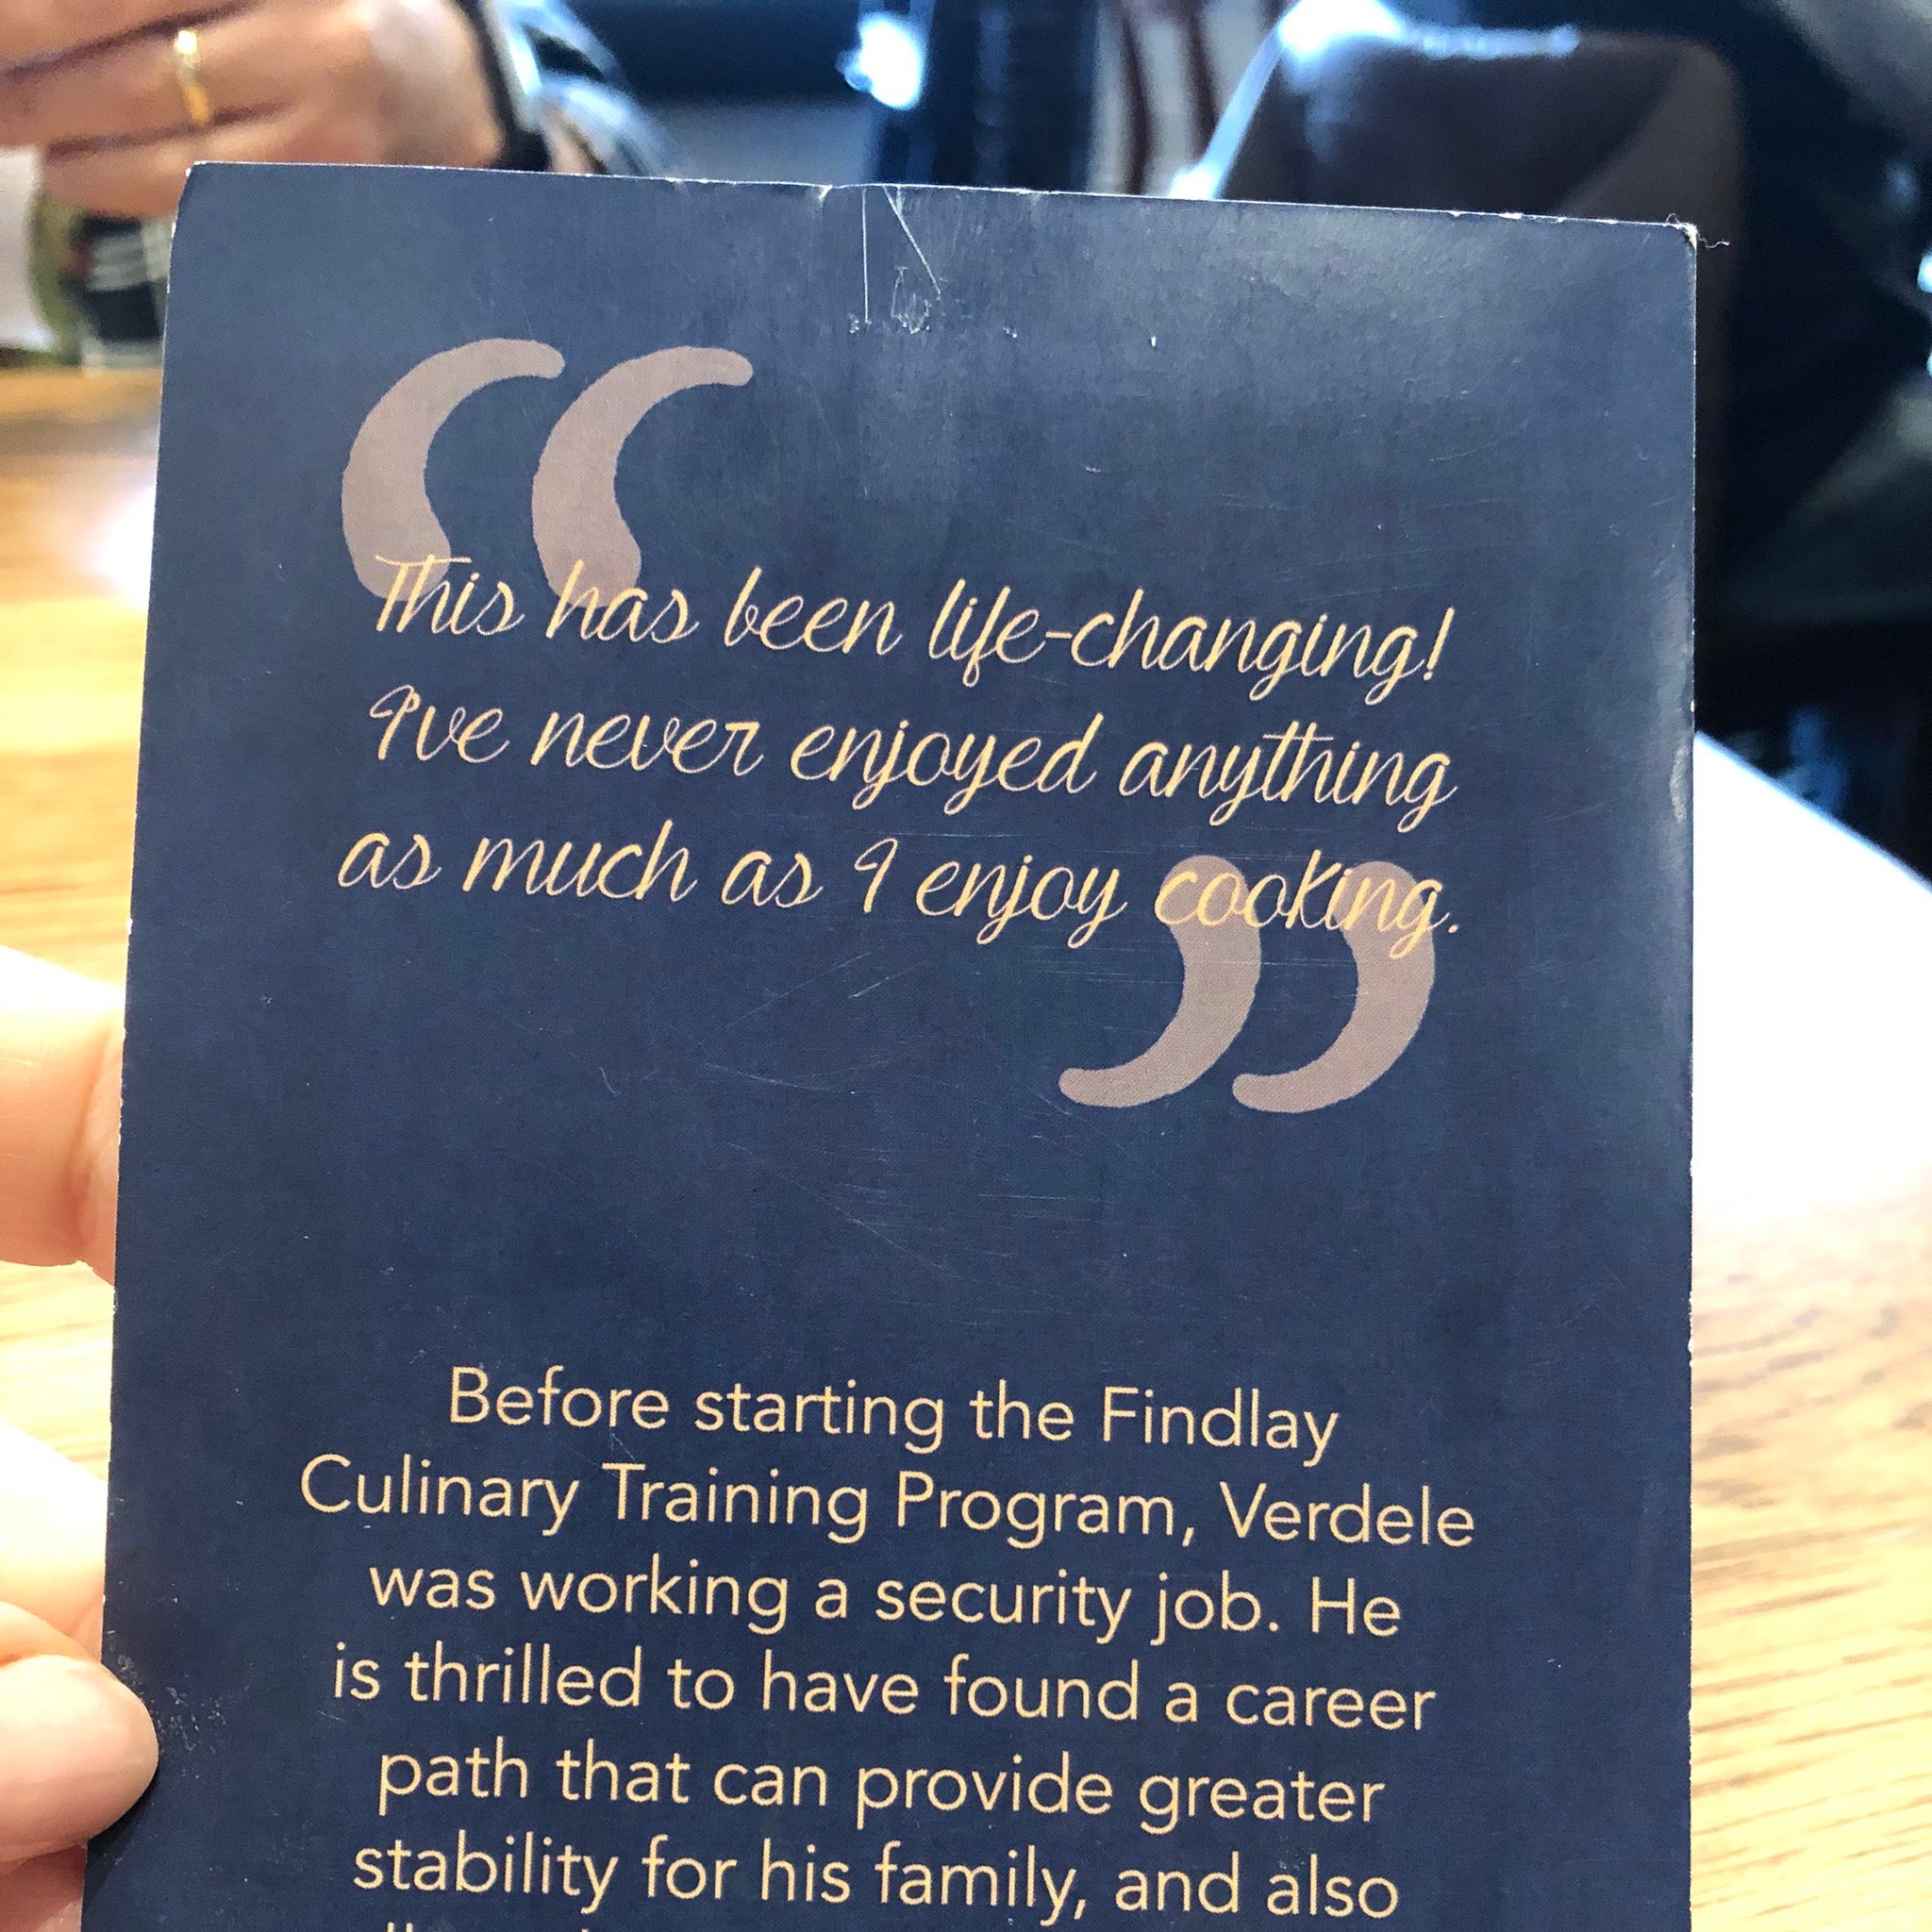 This has been life-changing!
I've never enjoyed anything
as much as I enjoy cooking.
Before starting the Findlay
Culinary Training Program, Verdele
was working a security job. He
is thrilled to have found a career
path that can provide greater
stability for his family, and also